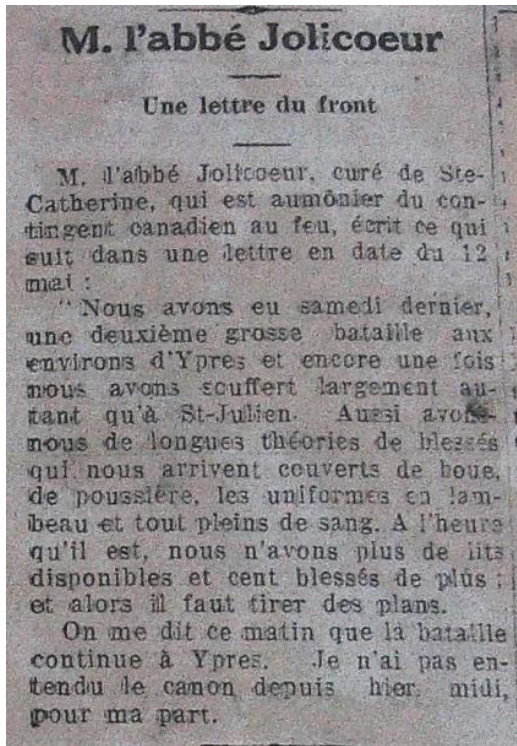 M. l'abbé Jolicoeur
Une lettre du front
M. l'abbé Jolicoeur, curé de Ste-
Catherine, qui est aumônier du con-
tingent canadien au feu, écrit ce qui
suit dans une lettre en date du 12
mai :
"Nous avons eu samedi dernier,
une deuxième grosse bataille aux
environs d'Ypres et encore une fois
nous avons souffert largement au-
tant qu'à St-Julien. Aussi avons-
nous de longues théories de blessés
qui nous arrivent couverts de boue,
de poussière, les uniformes en lam-
beau et tout pleins de sang. A l'heure
qu'il est, nous n'avons plus de lits
disponibles et cent blessés de plus ;
et alors il faut tirer des plans.
On me dit ce matin que la bataille
continue à Ypres. Je n'ai pas en-
tendu le canon depuis hier, midi,
pour ma part.